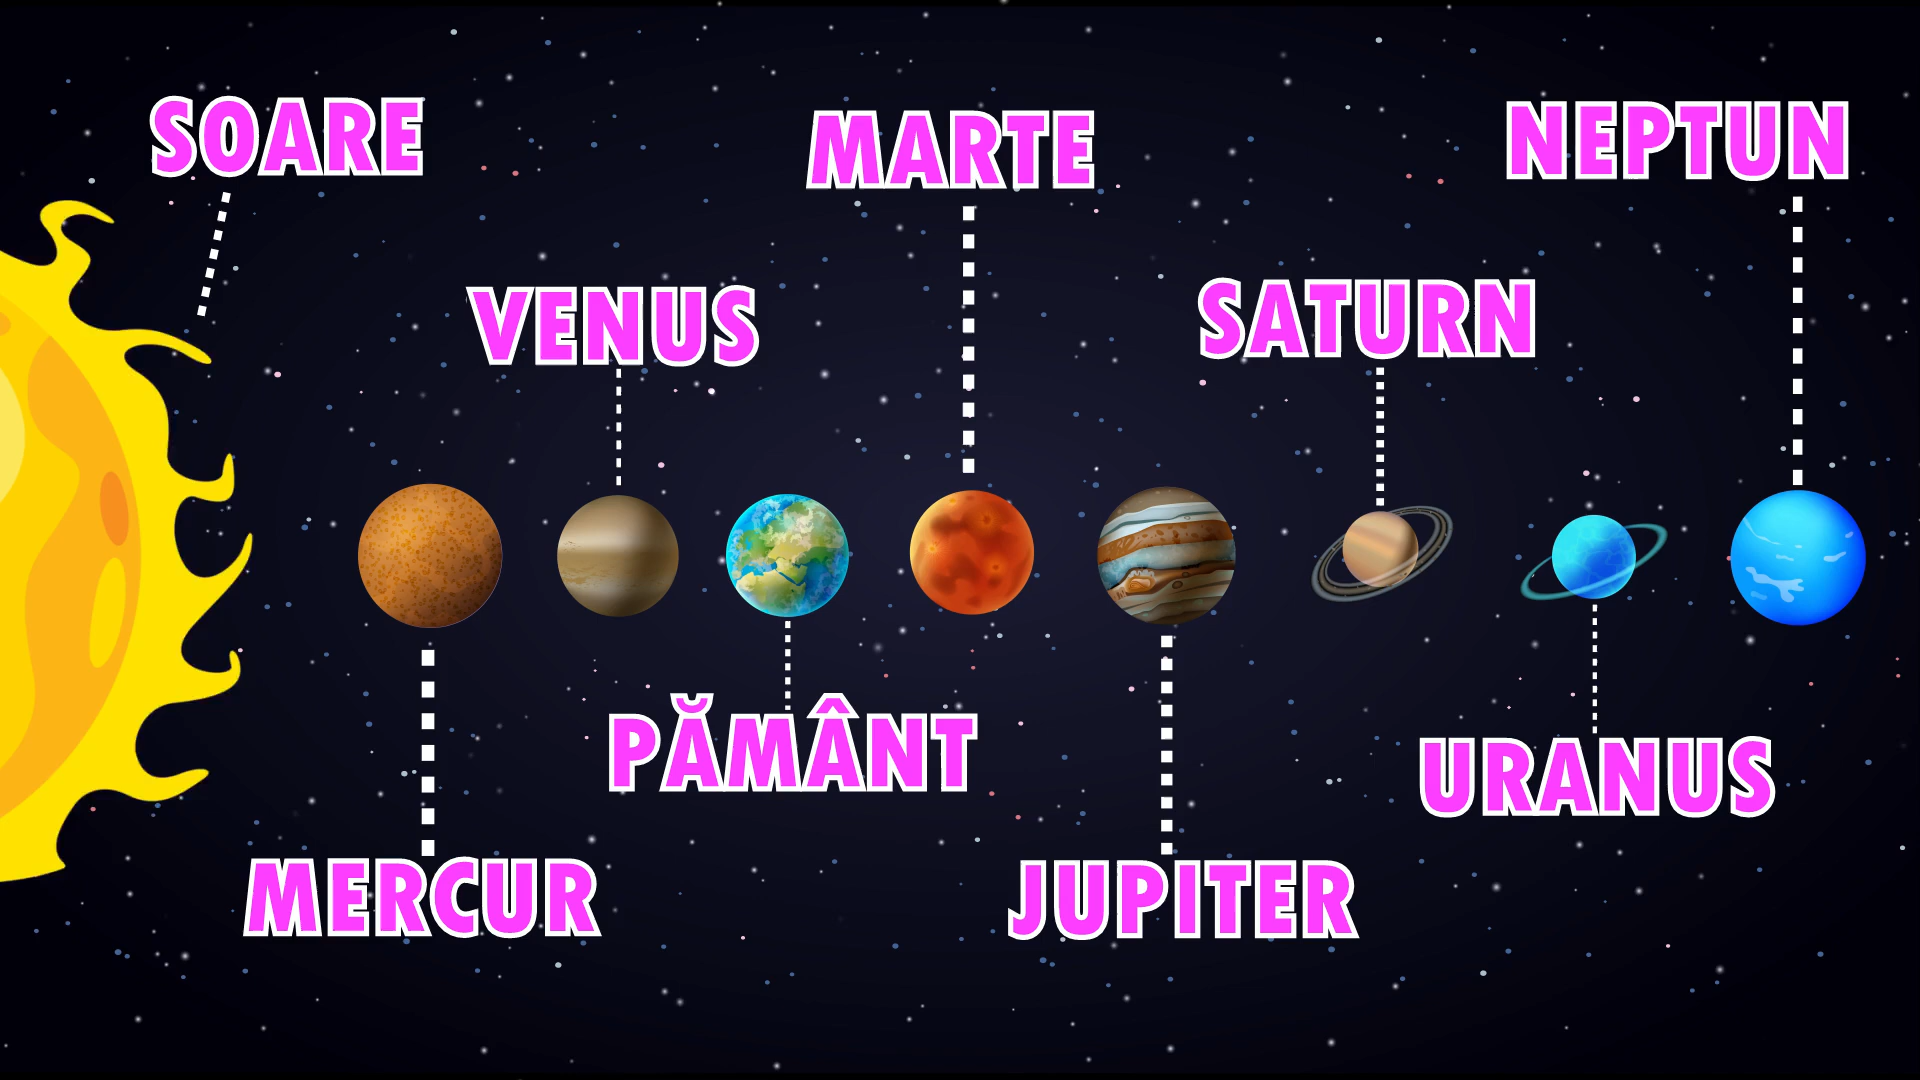 SOARE
MARTE
NEPTUN
VENUS
SATURN
PĂMÂNT
URANUS
MERCUR
JUPITER